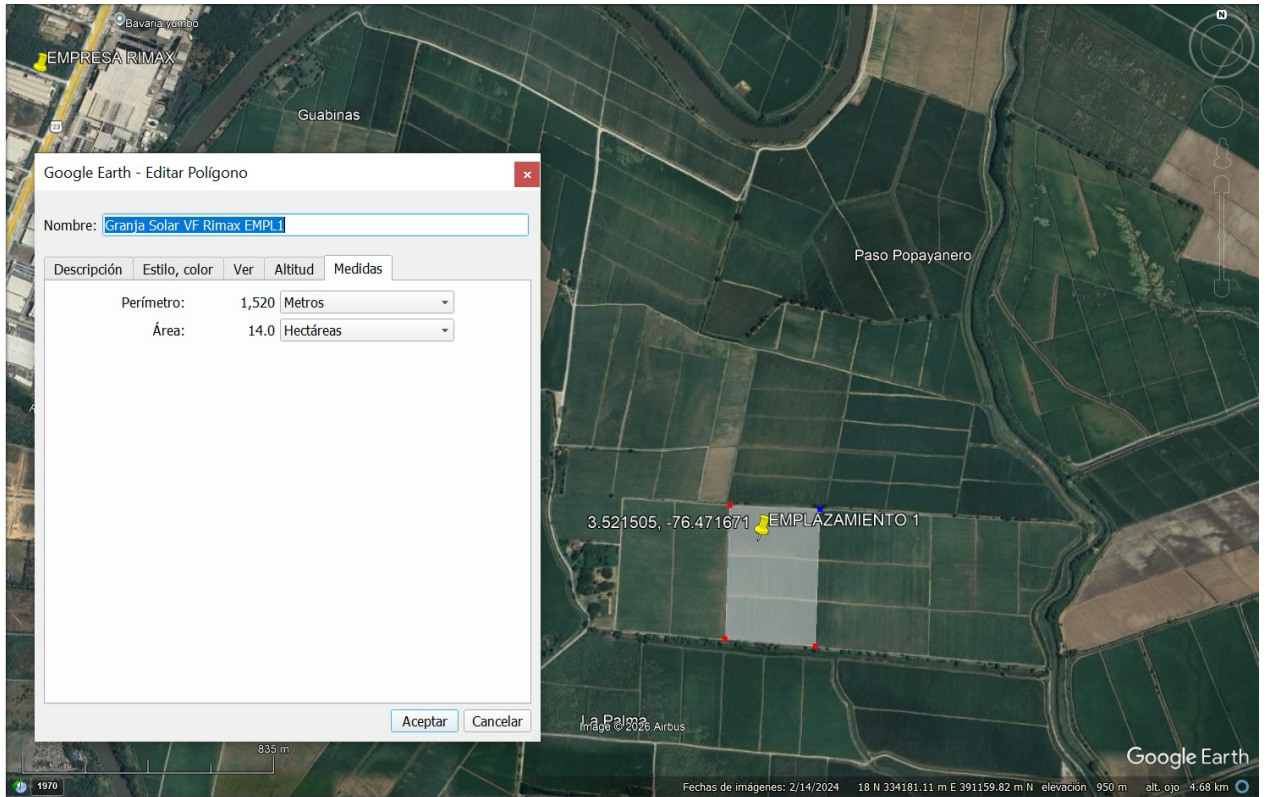 Bavaria Yumbo
EMPRESA RIMAX
N
23
Guabinas
Google Earth - Editar Polígono
Nombre: Granja Solar VF Rimax EMPL1
Descripción Estilo, color Ver Altitud Medidas
Perímetro: 1,520 Metros
Área: 14.0 Hectáreas
Paso Popayanero
3.521505, -76.471671 EMPLAZAMIENTO 1
Aceptar Cancelar
La Palma
Image © 2026 Airbus
835 m
Google Earth
1970
Fechas de imágenes: 2/14/2024 18 N 334181.11 m E 391159.82 m N elevación 950 m alt. ojo 4.68 km